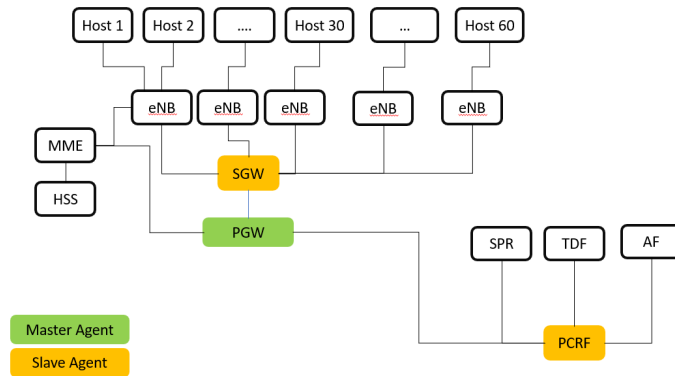 Host 1
Host 2
....
Host 30
...
Host 60
eNB
eNB
eNB
eNB
eNB
MME
SGW
HSS
PGW
SPR
TDF
AF
Master Agent
PCRF
Slave Agent